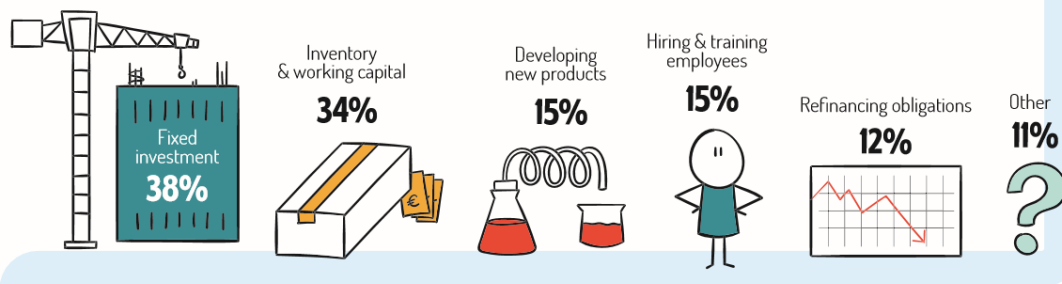 Fixed
investment
38%
Inventory
& working capital
34%
€
Developing
new products
15%
Hiring & training
employees
15%
Refinancing obligations
12%
Other
11%
?